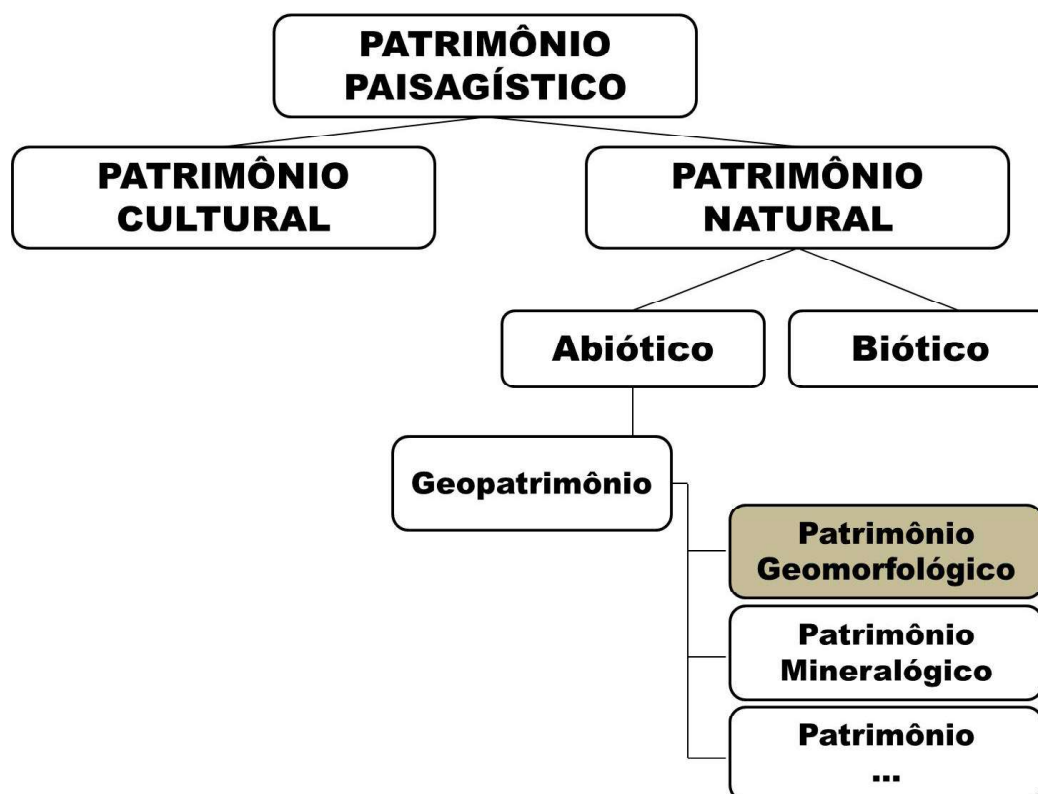 PATRIMÔNIO
PAISAGÍSTICO
PATRIMÔNIO
CULTURAL
PATRIMÔNIO
NATURAL
Abiótico
Biótico
Geopatrimônio
Patrimônio
Geomorfológico
Patrimônio
Mineralógico
Patrimônio
...